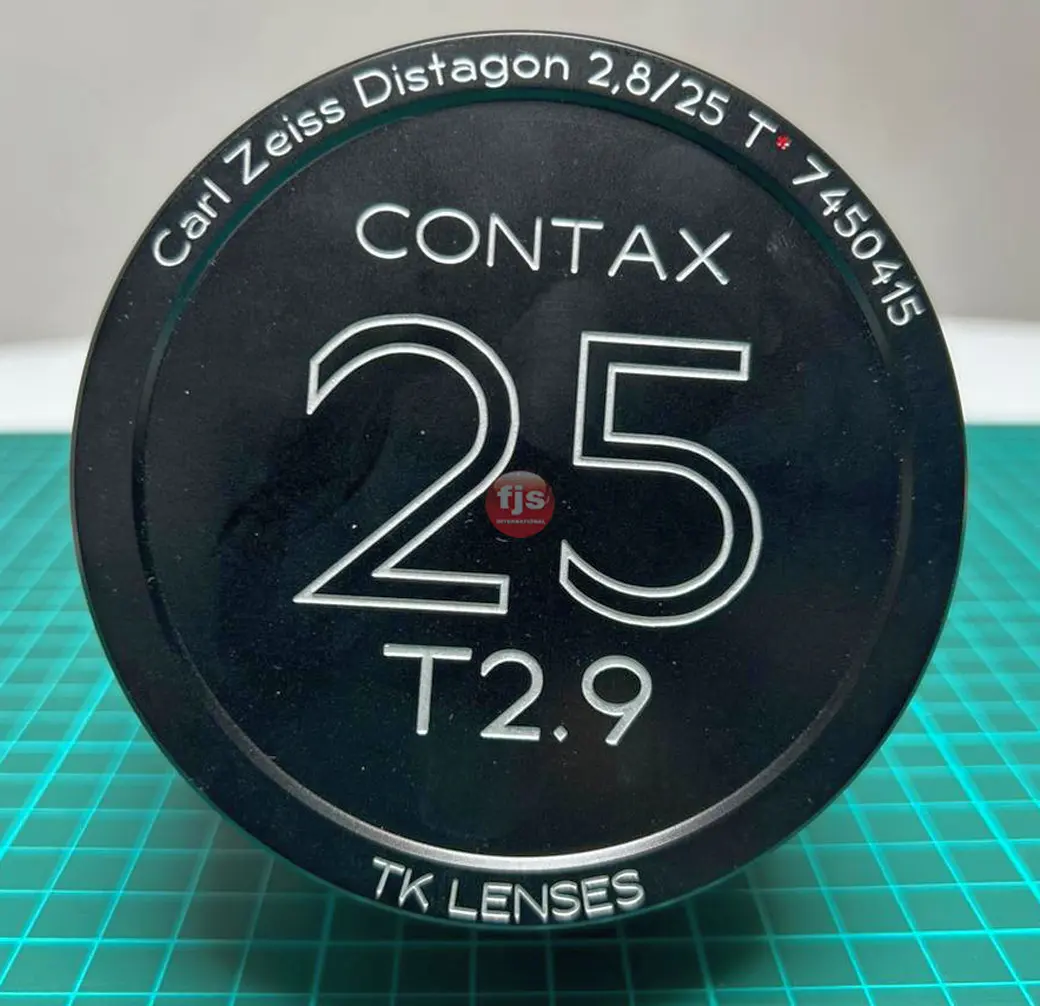 Carl Zeiss Distagon 2,8/25 T* 7450415
CONTAX
25
fjs
INTERNATIONAL
T2.9
TK LENSES